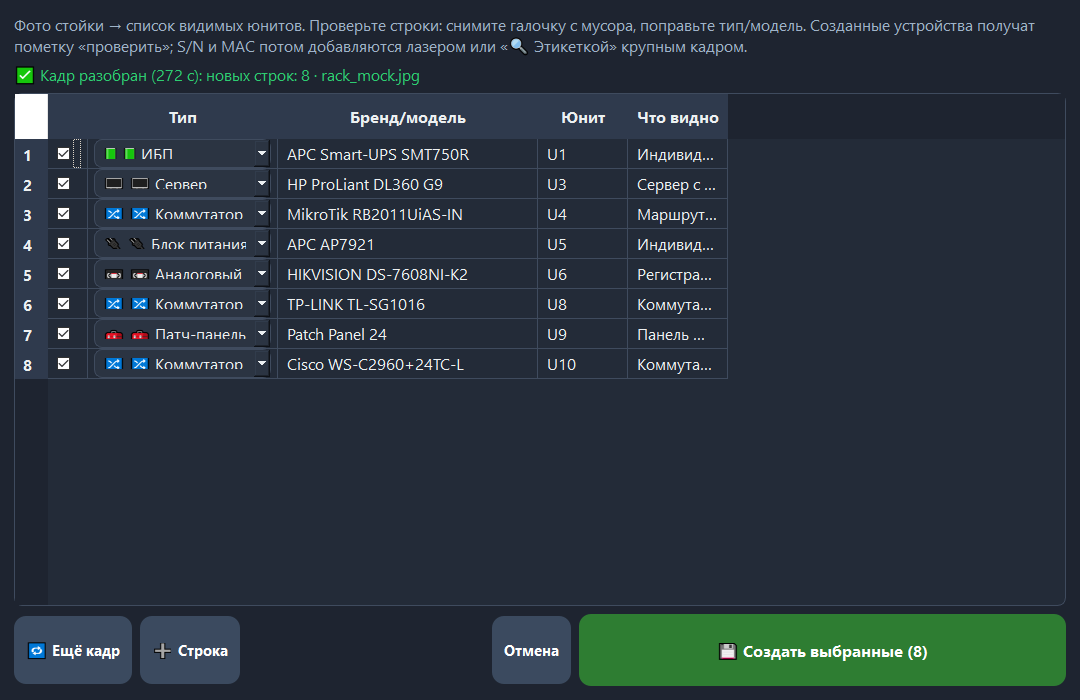 Фото стойки → список видимых юнитов. Проверьте строки: снимите галочку с мусора, поправьте тип/модель. Созданные устройства получат
пометку «проверить»; S/N и MAC потом добавляются лазером или «🔍 Этикеткой» крупным кадром.
✅ Кадр разобран (272 с): новых строк: 8 · rack_mock.jpg
Тип Бренд/модель Юнит Что видно
1 ИБП APC Smart-UPS SMT750R U1 Индивид...
2 Сервер HP ProLiant DL360 G9 U3 Сервер с ...
3 Коммутатор MikroTik RB2011UiAS-IN U4 Маршрут...
4 Блок питания APC AP7921 U5 Индивид...
5 Аналоговый HIKVISION DS-7608NI-K2 U6 Регистра...
6 Коммутатор TP-LINK TL-SG1016 U8 Коммута...
7 Патч-панель Patch Panel 24 U9 Панель ...
8 Коммутатор Cisco WS-C2960+24TC-L U10 Коммута...
Ещё кадр Строка Отмена Создать выбранные (8)